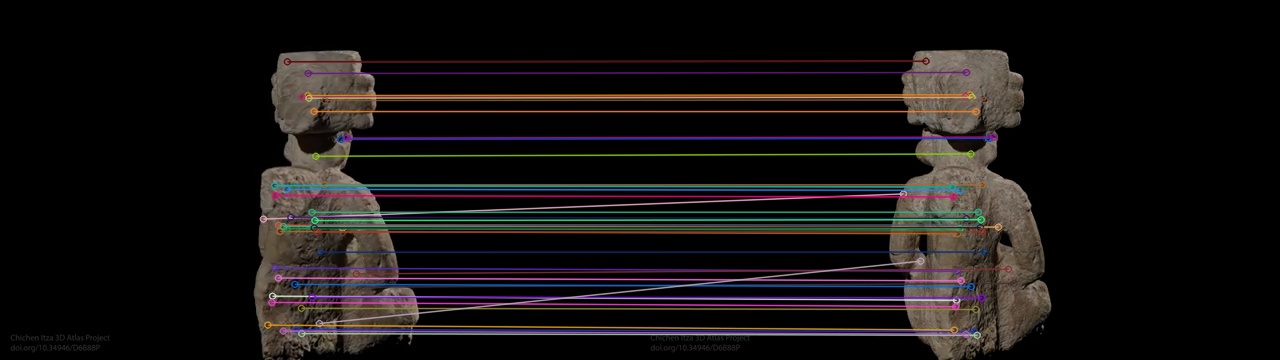 Chichen Itza 3D Atlas Project
doi.org/10.34946/D6B88P
Chichen Itza 3D Atlas Project
doi.org/10.34946/D6B88P